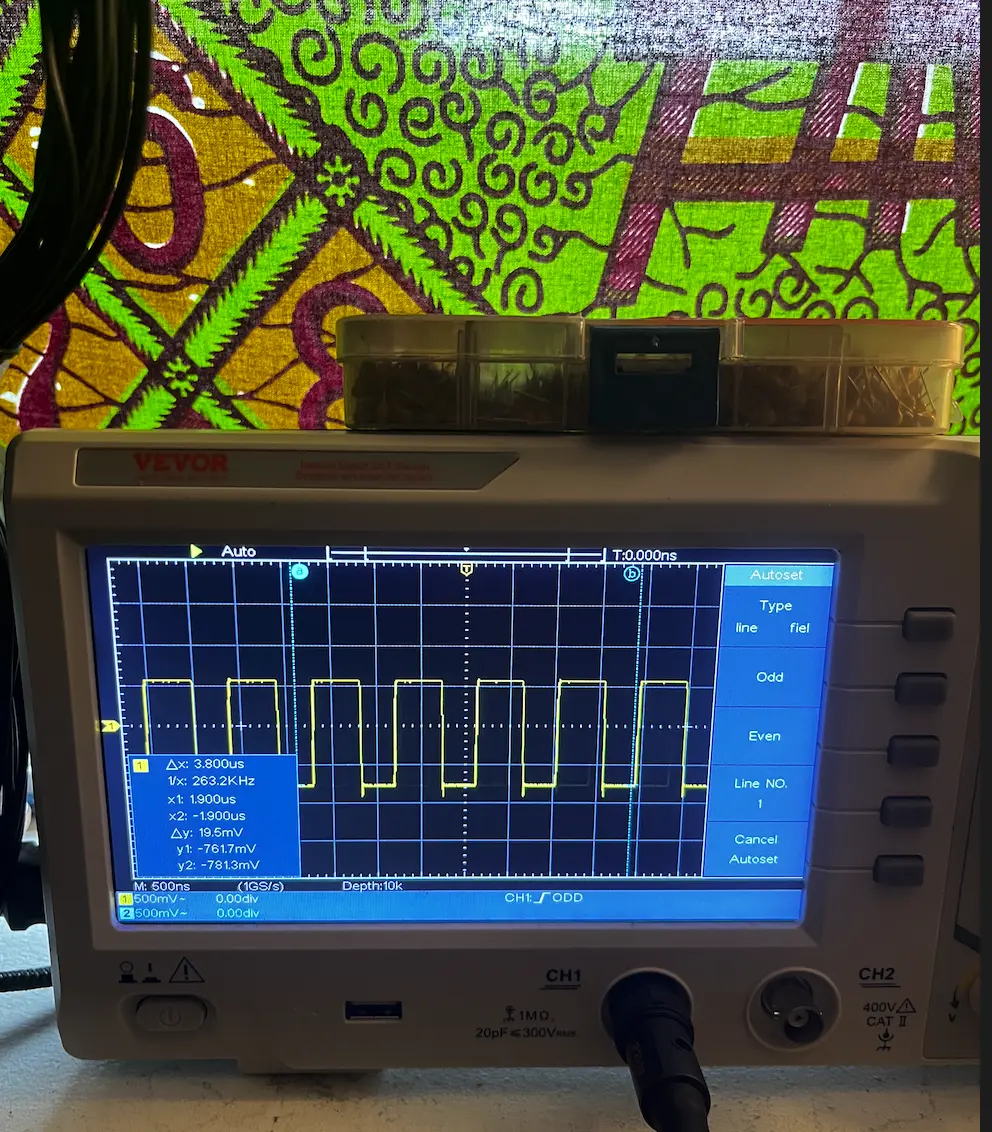 VEVOR
Auto
T:0.000ns
a
T
b
Autoset
Type
line fiel
Odd
Even
Line NO.
1
Cancel
Autoset
1
1
Δx: 3.800us
1/x: 263.2KHz
x1: 1.900us
x2: -1.900us
Δy: 19.5mV
y1: -761.7mV
y2: -781.3mV
M: 500ns (1GS/s) Depth:10k
1 500mV~ 0.00div CH1: ODD
2 500mV~ 0.00div
CH1
1MΩ
20pF≤300VRMS
CH2
400V
CAT II